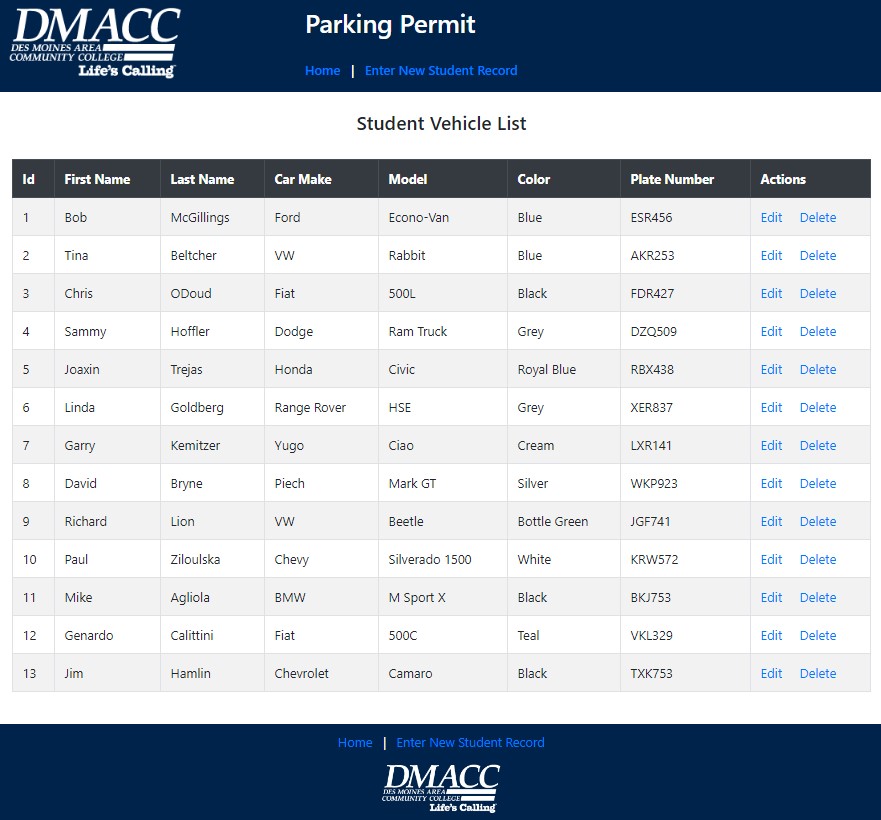 DMACC
DES MOINES AREA
COMMUNITY COLLEGE
Life's Calling
Parking Permit
Home | Enter New Student Record
Student Vehicle List
Id First Name Last Name Car Make Model Color Plate Number Actions
1 Bob McGillings Ford Econo-Van Blue ESR456 Edit Delete
2 Tina Beltcher VW Rabbit Blue AKR253 Edit Delete
3 Chris ODoud Fiat 500L Black FDR427 Edit Delete
4 Sammy Hoffler Dodge Ram Truck Grey DZQ509 Edit Delete
5 Joaxin Trejas Honda Civic Royal Blue RBX438 Edit Delete
6 Linda Goldberg Range Rover HSE Grey XER837 Edit Delete
7 Garry Kemitzer Yugo Ciao Cream LXR141 Edit Delete
8 David Bryne Piech Mark GT Silver WKP923 Edit Delete
9 Richard Lion VW Beetle Bottle Green JGF741 Edit Delete
10 Paul Ziloulska Chevy Silverado 1500 White KRW572 Edit Delete
11 Mike Agliola BMW M Sport X Black BKJ753 Edit Delete
12 Genardo Calittini Fiat 500C Teal VKL329 Edit Delete
13 Jim Hamlin Chevrolet Camaro Black TXK753 Edit Delete
Home | Enter New Student Record
DMACC
DES MOINES AREA
COMMUNITY COLLEGE
Life's Calling